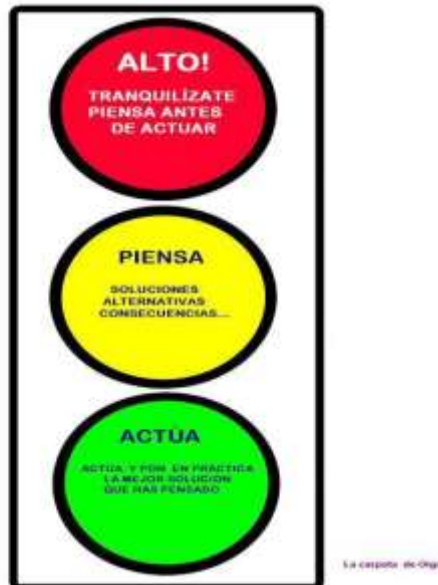 ALTO!
TRANQUILÍZATE
PIENSA ANTES
DE ACTUAR
PIENSA
SOLUCIONES
ALTERNATIVAS
CONSECUENCIAS...
ACTÚA
ACTÚA Y PON EN PRÁCTICA
LA MEJOR SOLUCIÓN
QUE HAS PENSADO
La carpeta de Olga